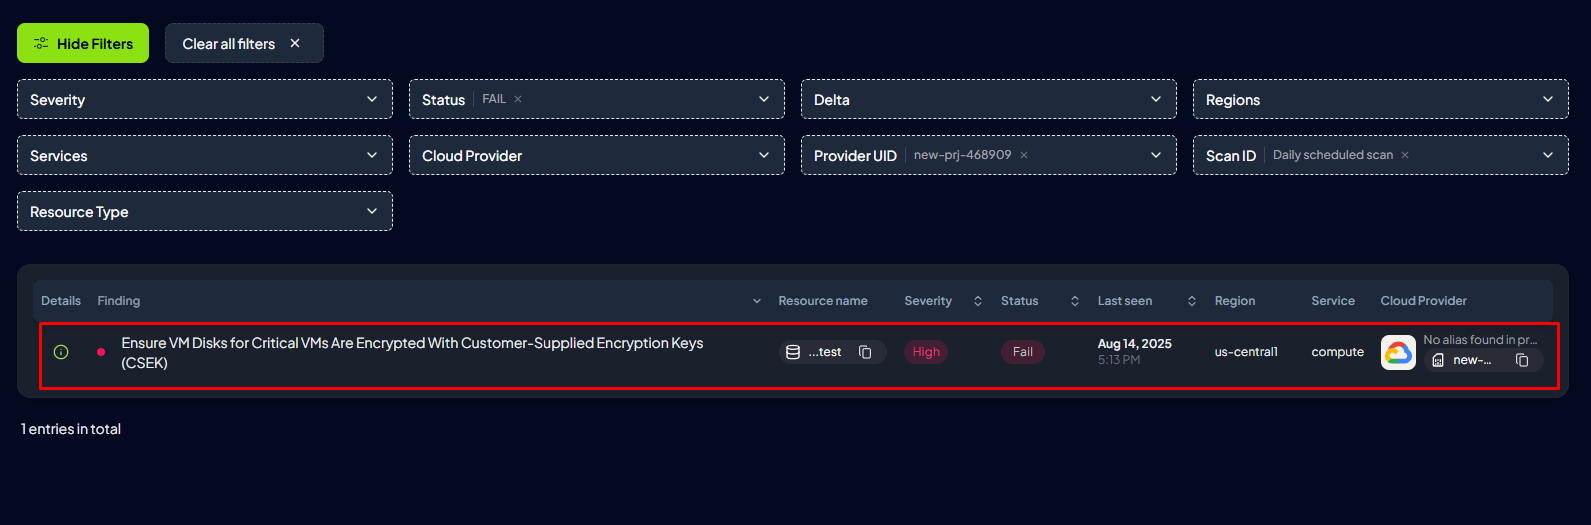 Hide Filters
Clear all filters ×
Severity
Status FAIL ×
Delta
Regions
Services
Cloud Provider
Provider UID new-prj-468909 ×
Scan ID Daily scheduled scan ×
Resource Type
Details Finding Resource name Severity Status Last seen Region Service Cloud Provider
Ensure VM Disks for Critical VMs Are Encrypted With Customer-Supplied Encryption Keys
(CSEK)
...test
High
Fail
Aug 14, 2025
5:13 PM
us-central1
compute
No alias found in pr...
new-...
1 entries in total